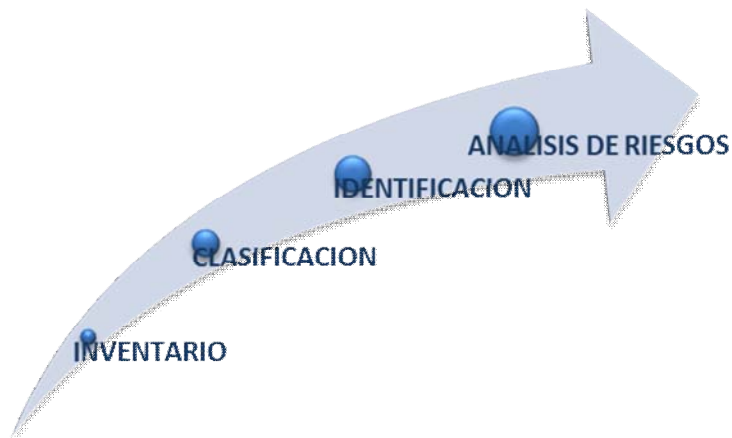 ANALISIS DE RIESGOS
IDENTIFICACION
CLASIFICACION
INVENTARIO